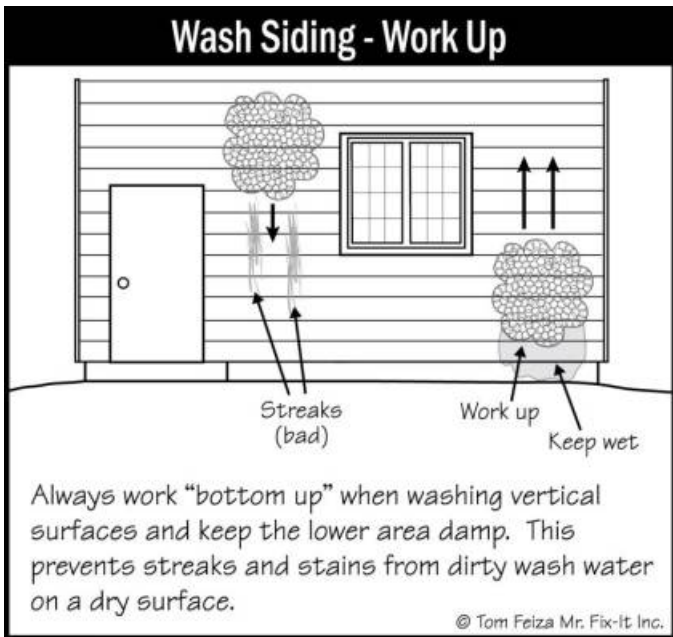 Wash Siding - Work Up
Streaks
(bad)
Work up
Keep wet
Always work “bottom up” when washing vertical
surfaces and keep the lower area damp. This
prevents streaks and stains from dirty wash water
on a dry surface.
© Tom Feiza Mr. Fix-It Inc.